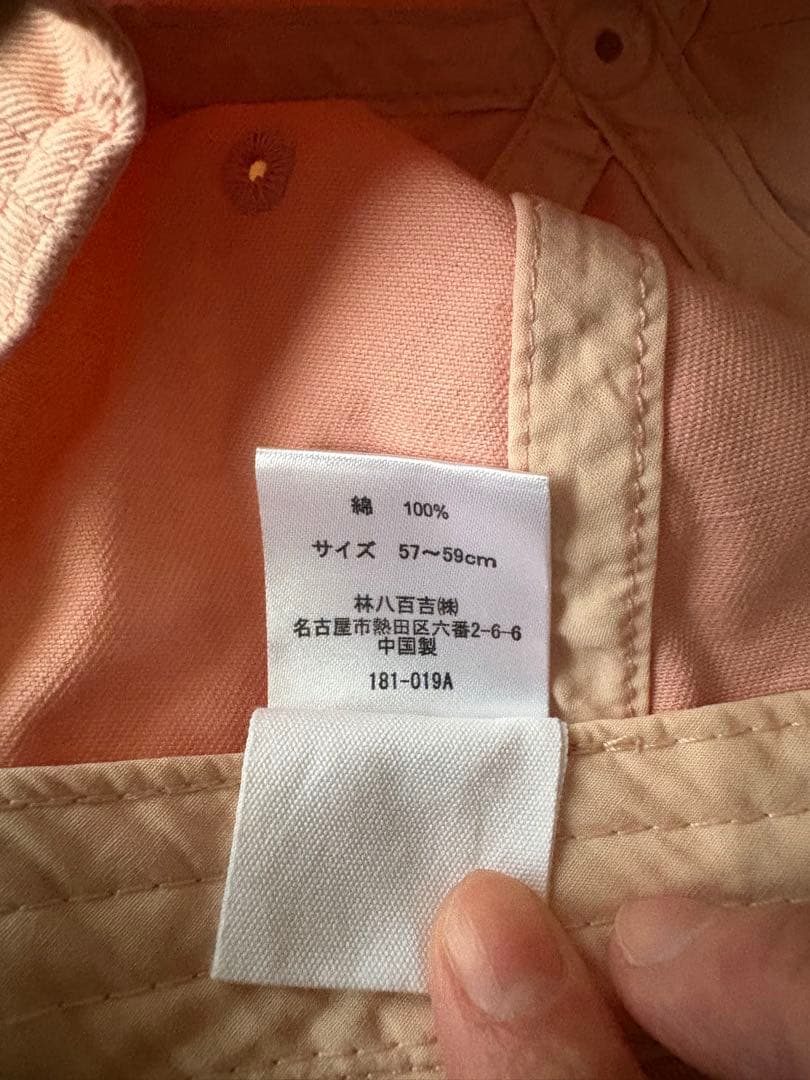 綿 100%
サイズ 57〜59cm
林八百吉㈱
名古屋市熱田区六番2-6-6
中国製
181-019A